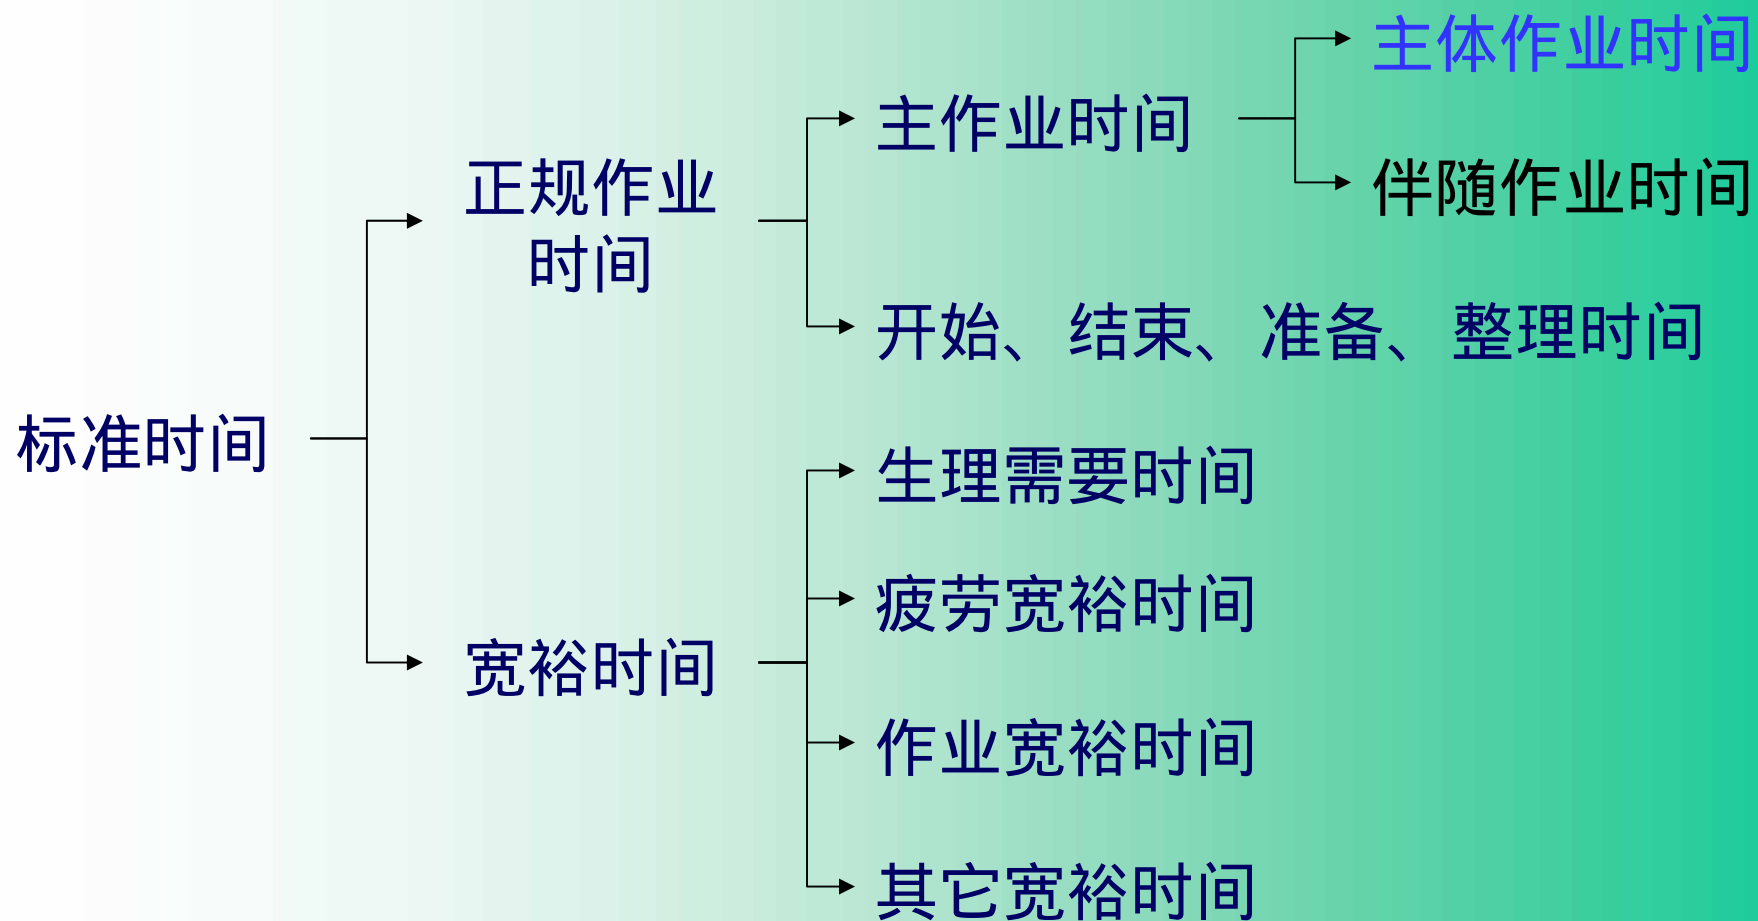 标准时间
正规作业
时间
主作业时间
主体作业时间
伴随作业时间
开始、结束、准备、整理时间
宽裕时间
生理需要时间
疲劳宽裕时间
作业宽裕时间
其它宽裕时间